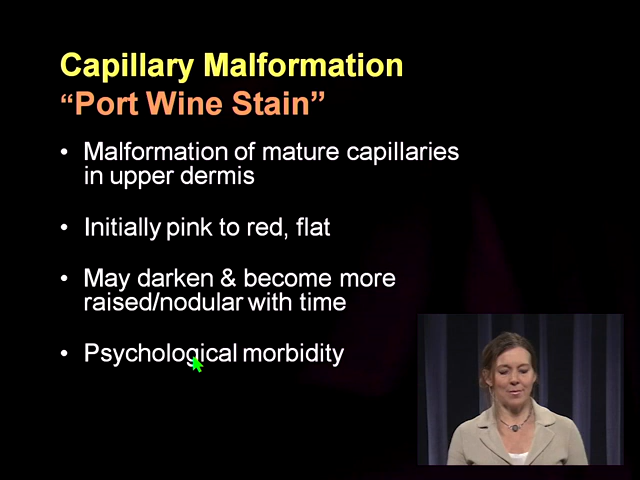 Capillary Malformation
“Port Wine Stain”
• Malformation of mature capillaries
in upper dermis
• Initially pink to red, flat
• May darken & become more
raised/nodular with time
• Psychological morbidity